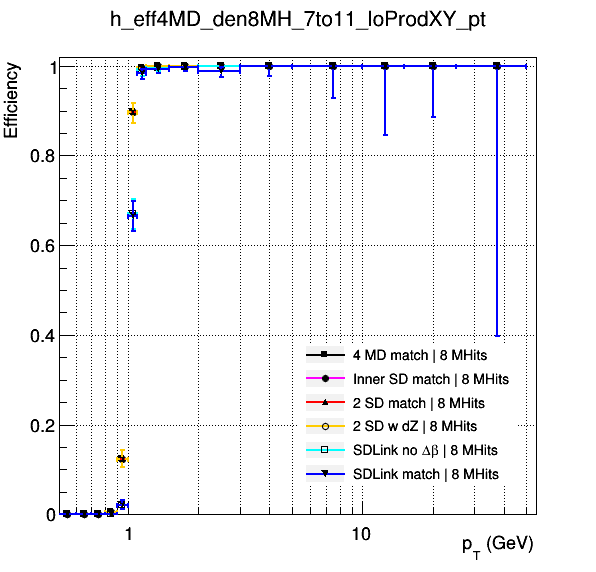 h_eff4MD_den8MH_7to11_loProdXY_pt
Efficiency
1
0.8
0.6
0.4
0.2
0
4 MD match | 8 MHits
Inner SD match | 8 MHits
2 SD match | 8 MHits
2 SD w dZ | 8 MHits
SDLink no Δβ | 8 MHits
SDLink match | 8 MHits
1
10
p_T (GeV)